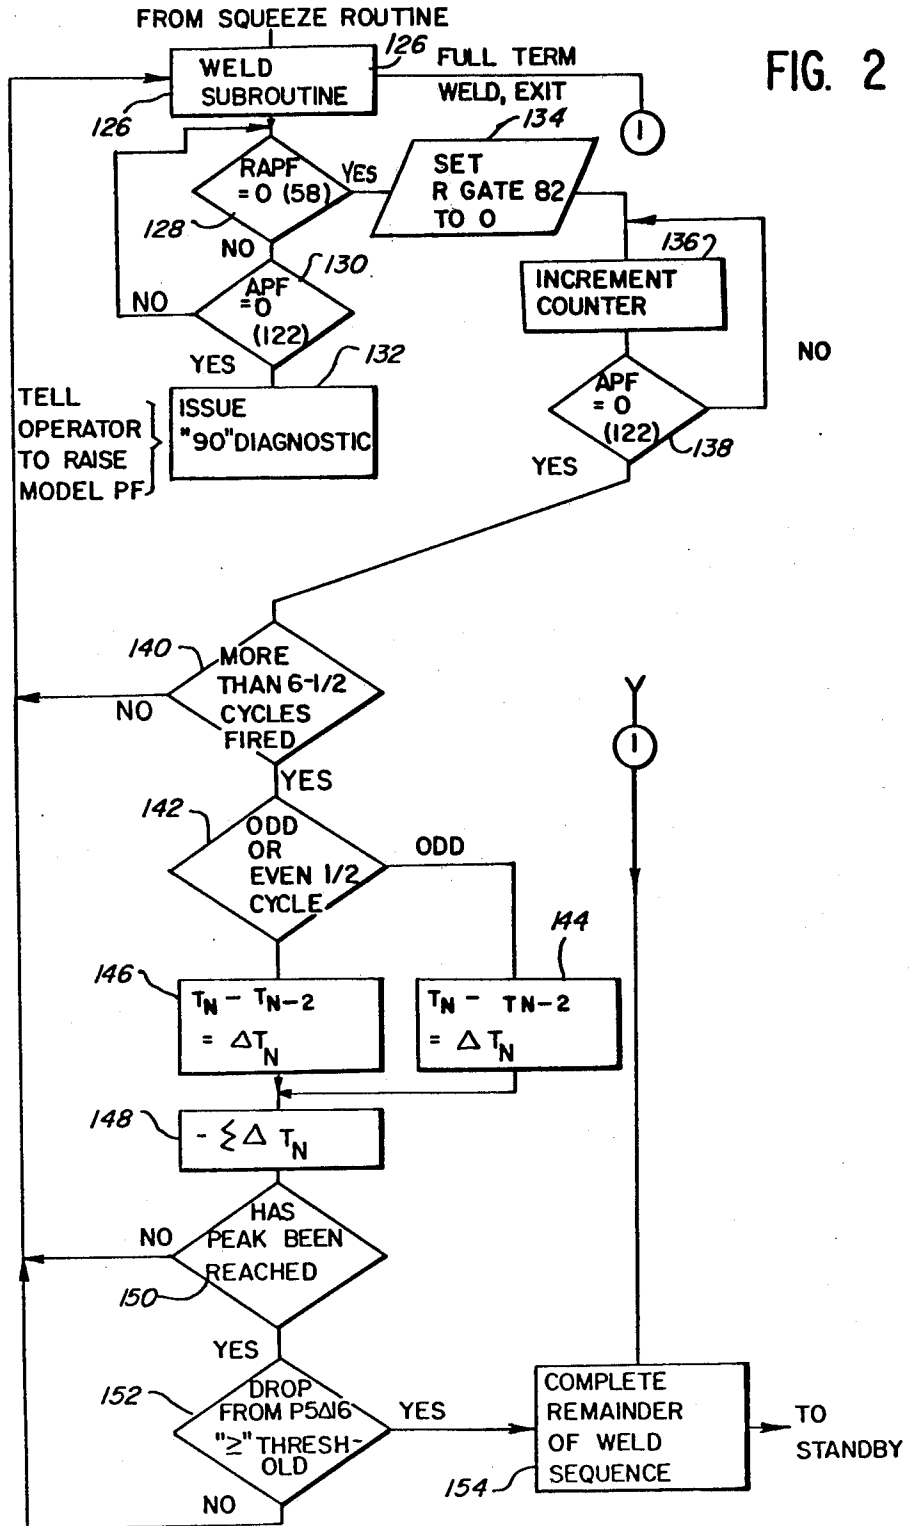 FROM SQUEEZE ROUTINE
FIG. 2
126
WELD
SUBROUTINE
126
FULL TERM
WELD, EXIT
1
134
RAPF
= 0 (58)
YES
128
NO
SET
R GATE 82
TO 0
136
INCREMENT
COUNTER
130
APF
=0
(122)
NO
YES
132
NO
APF
= 0
(122)
138
YES
TELL
OPERATOR
TO RAISE
MODEL PF
ISSUE
"90" DIAGNOSTIC
140
MORE
THAN 6-1/2
CYCLES
FIRED
NO
YES
1
142
ODD
OR
EVEN 1/2
CYCLE
ODD
144
146
T_N - T_N-2
= ΔT_N
T_N - TN-2
= Δ T_N
148
- Σ Δ T_N
HAS
PEAK BEEN
REACHED
NO
150
YES
152
DROP
FROM P5Δ16
"≥" THRESH-
OLD
YES
NO
COMPLETE
REMAINDER
OF WELD
SEQUENCE
154
TO
STANDBY